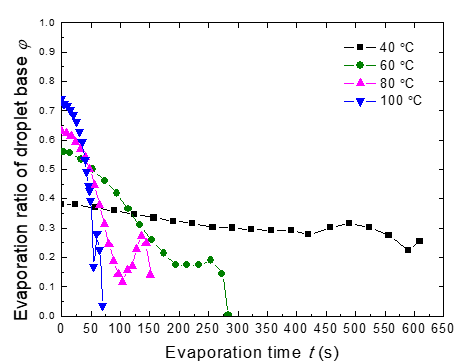 Evaporation ratio of droplet base φ
1.0
0.9
0.8
0.7
0.6
0.5
0.4
0.3
0.2
0.1
0.0
40 °C
60 °C
80 °C
100 °C
0 50 100 150 200 250 300 350 400 450 500 550 600 650
Evaporation time t (s)